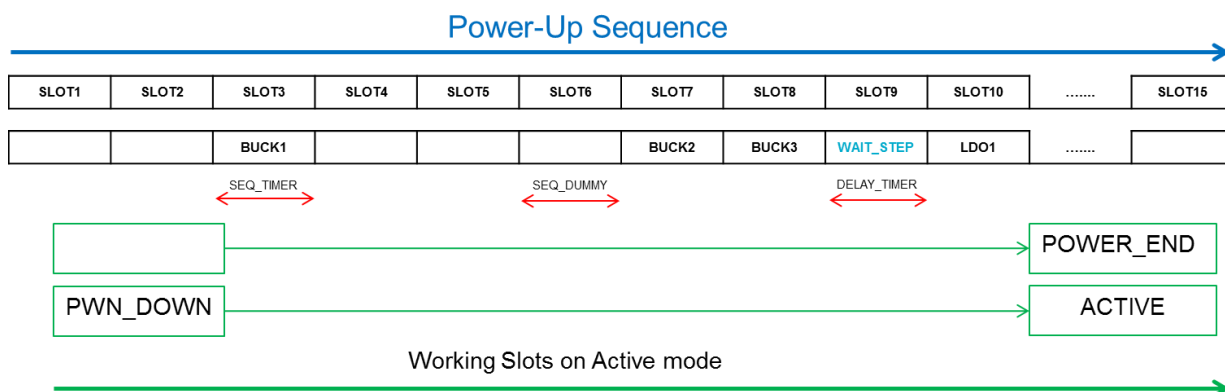 Power-Up Sequence
SLOT1 SLOT2 SLOT3 SLOT4 SLOT5 SLOT6 SLOT7 SLOT8 SLOT9 SLOT10 ....... SLOT15
BUCK1 BUCK2 BUCK3 WAIT_STEP LDO1 .......
SEQ_TIMER SEQ_DUMMY DELAY_TIMER
POWER_END
PWN_DOWN ACTIVE
Working Slots on Active mode